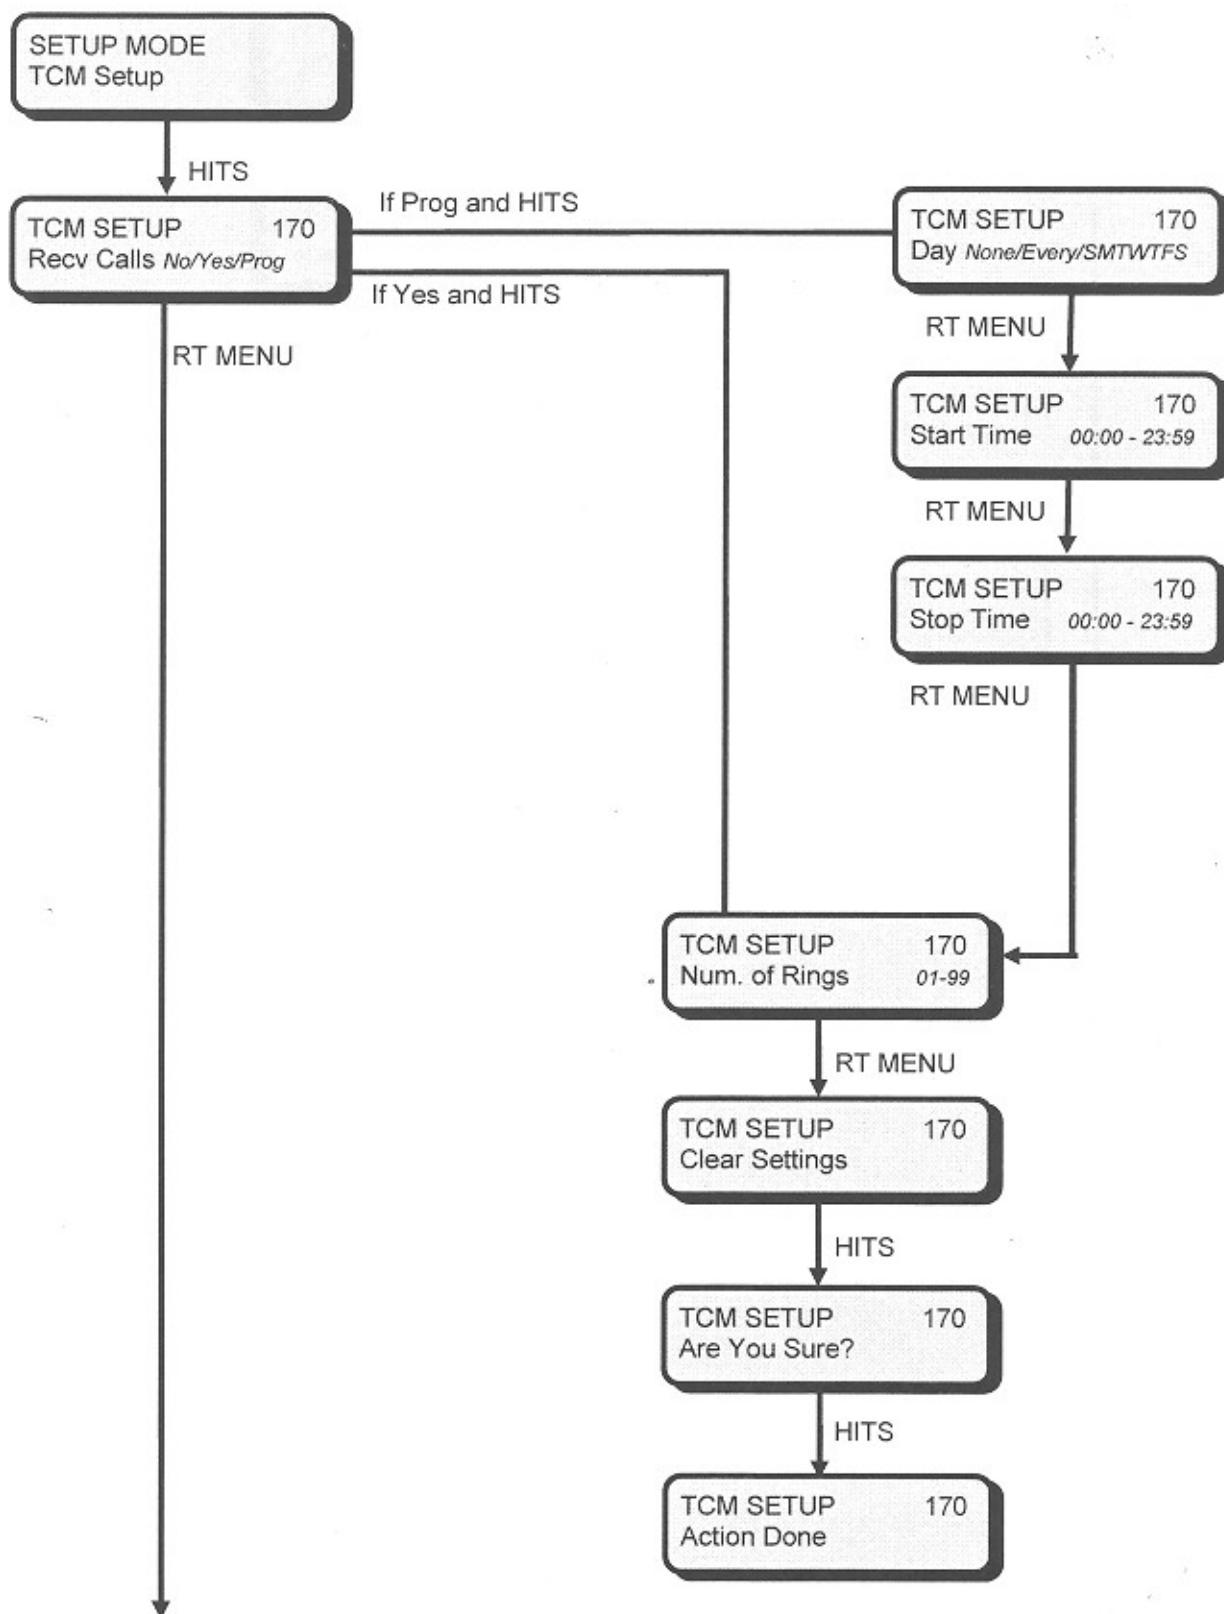 SETUP MODE
TCM Setup
HITS
TCM SETUP 170
Recv Calls No/Yes/Prog
If Prog and HITS
If Yes and HITS
RT MENU
TCM SETUP 170
Day None/Every/SMTWTFS
RT MENU
TCM SETUP 170
Start Time 00:00 - 23:59
RT MENU
TCM SETUP 170
Stop Time 00:00 - 23:59
RT MENU
TCM SETUP 170
Num. of Rings 01-99
RT MENU
TCM SETUP 170
Clear Settings
HITS
TCM SETUP 170
Are You Sure?
HITS
TCM SETUP 170
Action Done